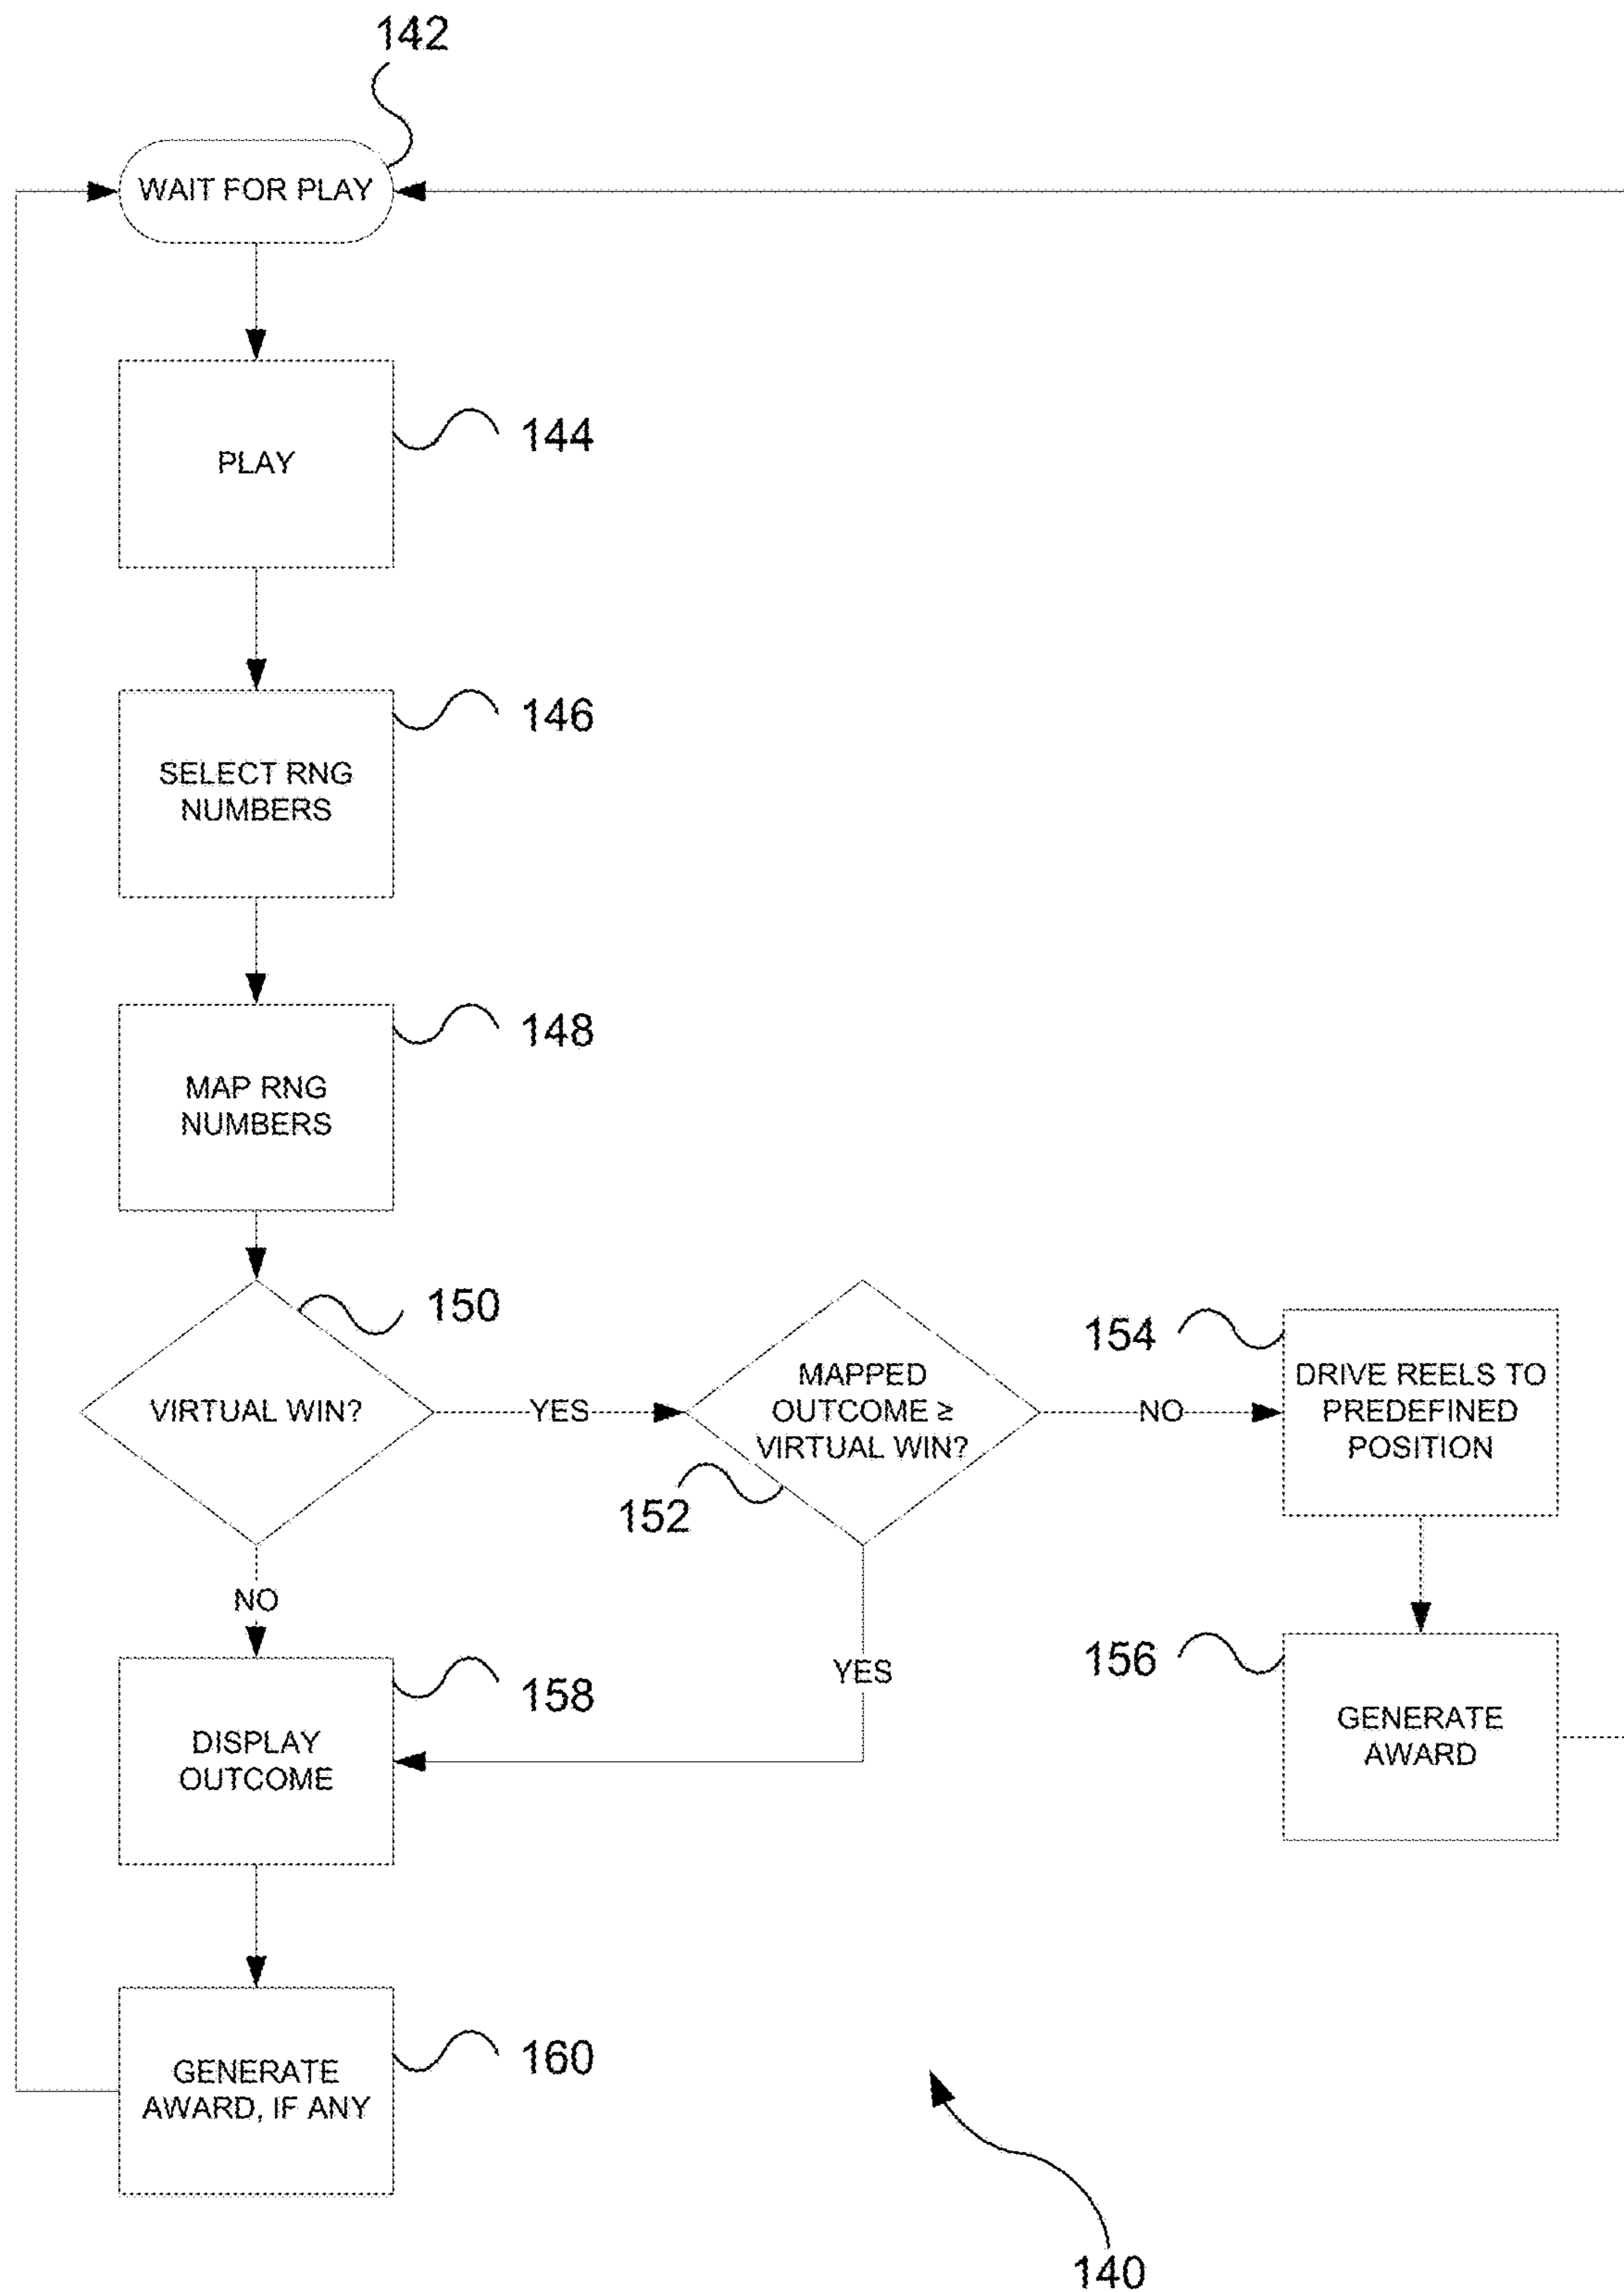 142
WAIT FOR PLAY
PLAY
144
SELECT RNG
NUMBERS
146
MAP RNG
NUMBERS
148
VIRTUAL WIN?
150
YES
MAPPED
OUTCOME ≥
VIRTUAL WIN?
152
NO
154
DRIVE REELS TO
PREDEFINED
POSITION
NO
YES
156
GENERATE
AWARD
158
DISPLAY
OUTCOME
GENERATE
AWARD, IF ANY
160
140